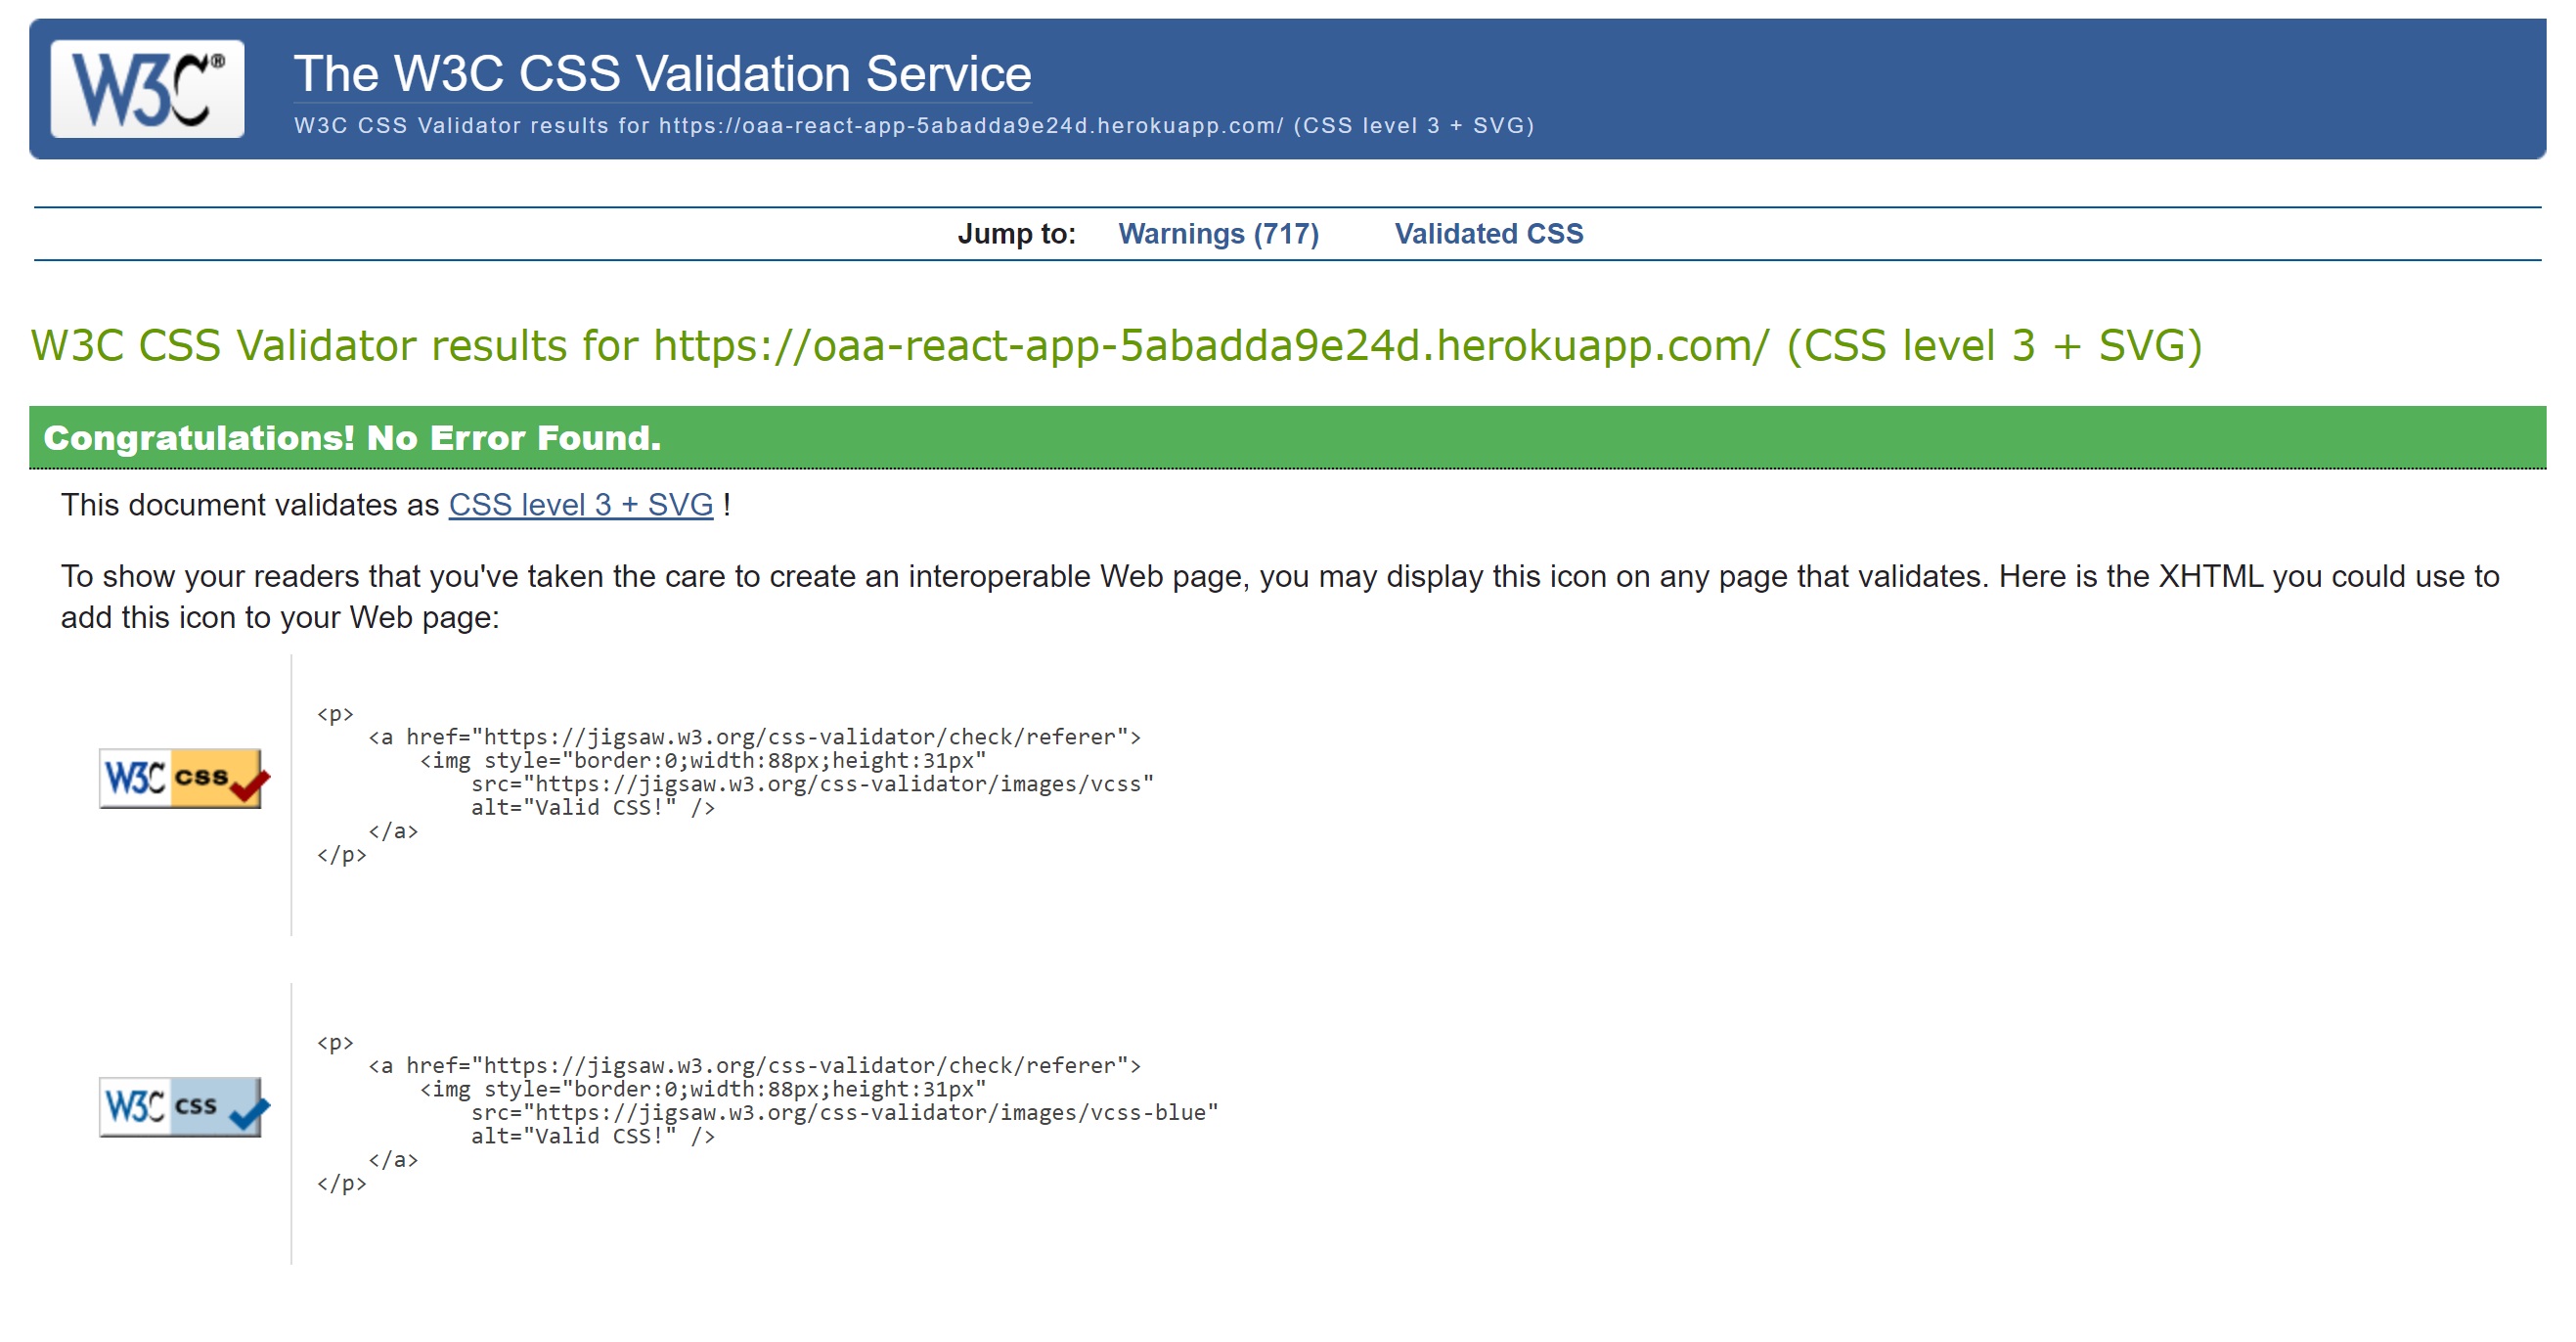 W3C®
The W3C CSS Validation Service
W3C CSS Validator results for https://oaa-react-app-5abadda9e24d.herokuapp.com/ (CSS level 3 + SVG)
Jump to: Warnings (717) Validated CSS
W3C CSS Validator results for https://oaa-react-app-5abadda9e24d.herokuapp.com/ (CSS level 3 + SVG)
Congratulations! No Error Found.
This document validates as CSS level 3 + SVG !
To show your readers that you've taken the care to create an interoperable Web page, you may display this icon on any page that validates. Here is the XHTML you could use to
add this icon to your Web page:
W3C css
<p>
    <a href="https://jigsaw.w3.org/css-validator/check/referer">
        <img style="border:0;width:88px;height:31px"
            src="https://jigsaw.w3.org/css-validator/images/vcss"
            alt="Valid CSS!" />
    </a>
</p>
W3C css
<p>
    <a href="https://jigsaw.w3.org/css-validator/check/referer">
        <img style="border:0;width:88px;height:31px"
            src="https://jigsaw.w3.org/css-validator/images/vcss-blue"
            alt="Valid CSS!" />
    </a>
</p>